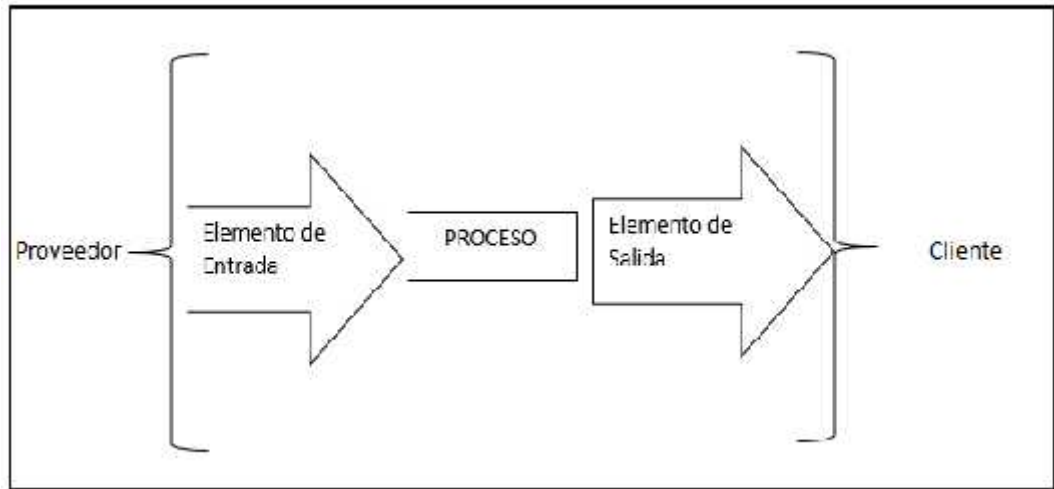 Proveedor
Elemento de
Entrada
PROCESO
Elemento de
Salida
Cliente